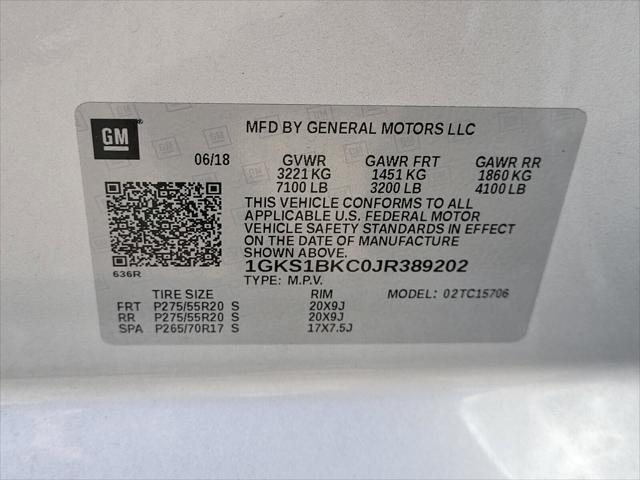 GM
MFD BY GENERAL MOTORS LLC
06/18 GVWR GAWR FRT GAWR RR
3221 KG 1451 KG 1860 KG
7100 LB 3200 LB 4100 LB
THIS VEHICLE CONFORMS TO ALL
APPLICABLE U.S. FEDERAL MOTOR
VEHICLE SAFETY STANDARDS IN EFFECT
ON THE DATE OF MANUFACTURE
SHOWN ABOVE.
1GKS1BKC0JR389202
636R
TYPE: M.P.V.
TIRE SIZE RIM MODEL: 02TC15706
FRT P275/55R20 S 20X9J
RR P275/55R20 S 20X9J
SPA P265/70R17 S 17X7.5J